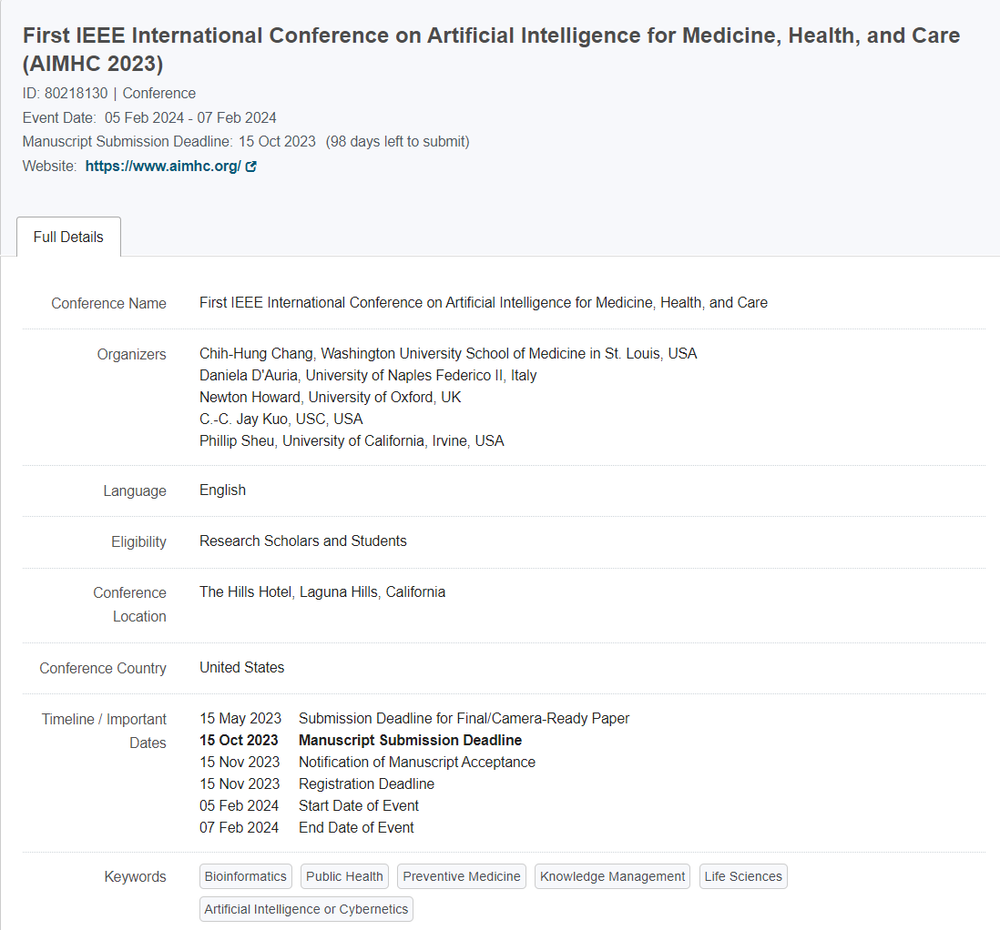 First IEEE International Conference on Artificial Intelligence for Medicine, Health, and Care
(AIMHC 2023)
ID: 80218130 | Conference
Event Date: 05 Feb 2024 - 07 Feb 2024
Manuscript Submission Deadline: 15 Oct 2023 (98 days left to submit)
Website: https://www.aimhc.org/
Full Details
Conference Name First IEEE International Conference on Artificial Intelligence for Medicine, Health, and Care
Organizers Chih-Hung Chang, Washington University School of Medicine in St. Louis, USA
Daniela D'Auria, University of Naples Federico II, Italy
Newton Howard, University of Oxford, UK
C.-C. Jay Kuo, USC, USA
Phillip Sheu, University of California, Irvine, USA
Language English
Eligibility Research Scholars and Students
Conference The Hills Hotel, Laguna Hills, California
Location
Conference Country United States
Timeline / Important 15 May 2023 Submission Deadline for Final/Camera-Ready Paper
Dates 15 Oct 2023 Manuscript Submission Deadline
15 Nov 2023 Notification of Manuscript Acceptance
15 Nov 2023 Registration Deadline
05 Feb 2024 Start Date of Event
07 Feb 2024 End Date of Event
Keywords Bioinformatics Public Health Preventive Medicine Knowledge Management Life Sciences
Artificial Intelligence or Cybernetics